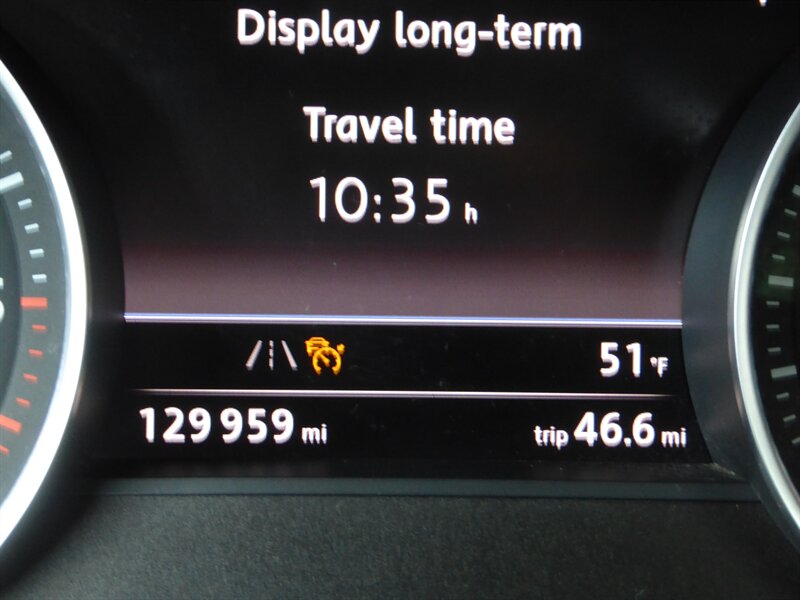 Display long-term
Travel time
10:35 h
51 °F
129 959 mi
trip 46.6 mi